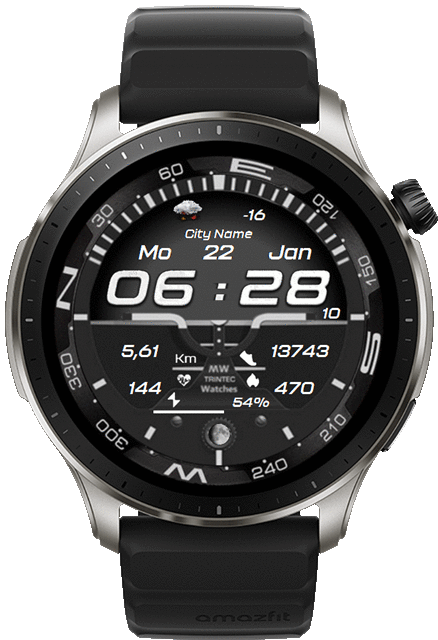 60
E
30
120
-16
City Name
150
Mo 22 Jan
N
06 : 28
10
S
5,61 Km 13743
MW
330
TRINTEC
144 Watches 470
54%
300
210
W
240
amazfit